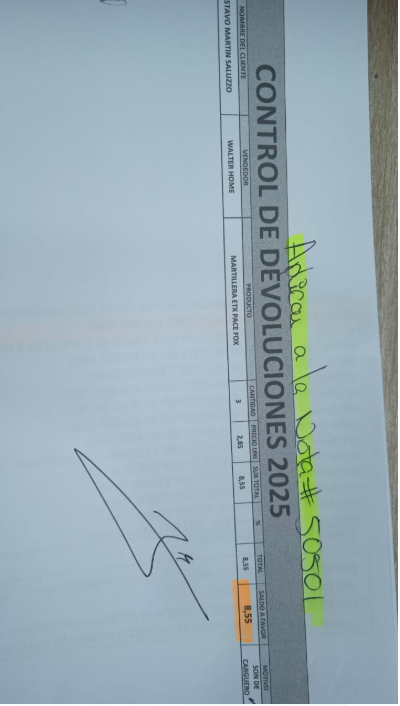 Aplicar a la Nota # 50501
CONTROL DE DEVOLUCIONES 2025
NOMBRE DEL CLIENTE VENDEDOR PRODUCTO CANTIDAD PRECIO UNI SUB TOTAL % TOTAL SALDO A FAVOR MOTIVO
STAVO MARTIN SALUZZO WALTER HOME MARTILLERA ETX PACE FOX 3 2,85 8,55 8,55 8,55 SON DE
CARGUERO